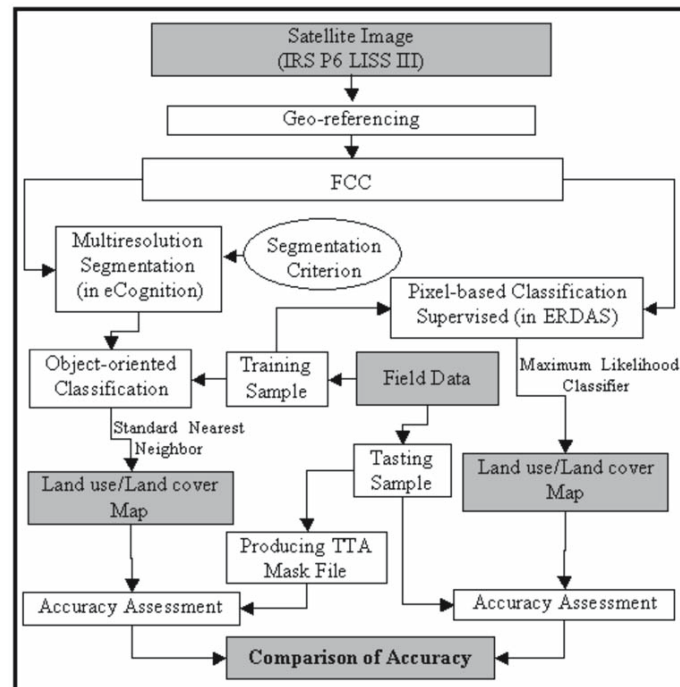 Satellite Image
(IRS P6 LISS III)
Geo-referencing
FCC
Multiresolution
Segmentation
(in eCognition)
Segmentation
Criterion
Pixel-based Classification
Supervised (in ERDAS)
Object-oriented
Classification
Training
Sample
Field Data
Maximum Likelihood
Classifier
Standard Nearest
Neighbor
Tasting
Sample
Land use/Land cover
Map
Land use/Land cover
Map
Producing TTA
Mask File
Accuracy Assessment
Accuracy Assessment
Comparison of Accuracy